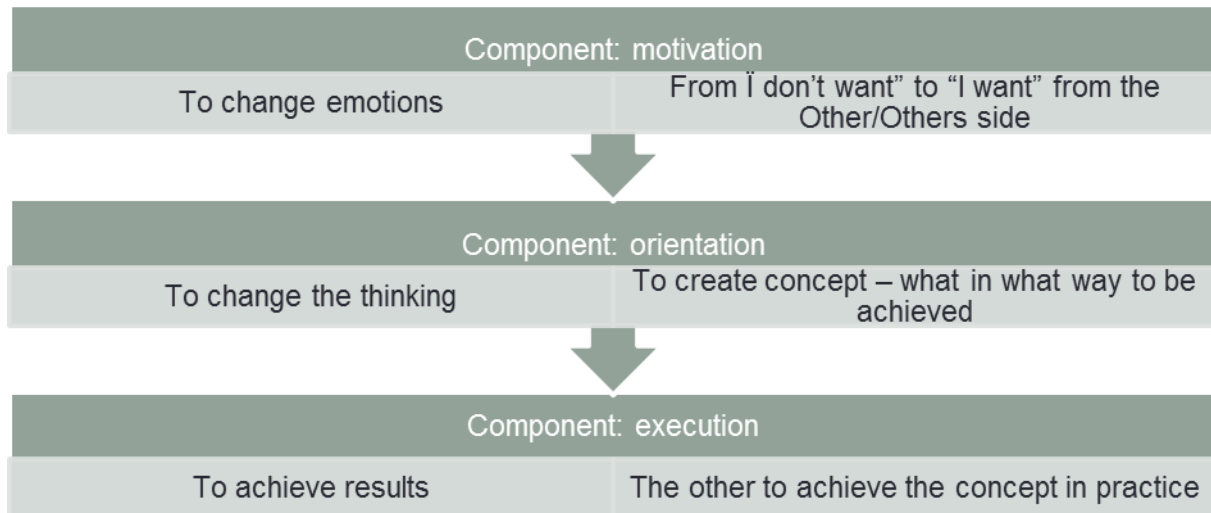 Component: motivation
To change emotions
From Ï don’t want” to “I want” from the
Other/Others side
Component: orientation
To change the thinking
To create concept – what in what way to be
achieved
Component: execution
To achieve results
The other to achieve the concept in practice